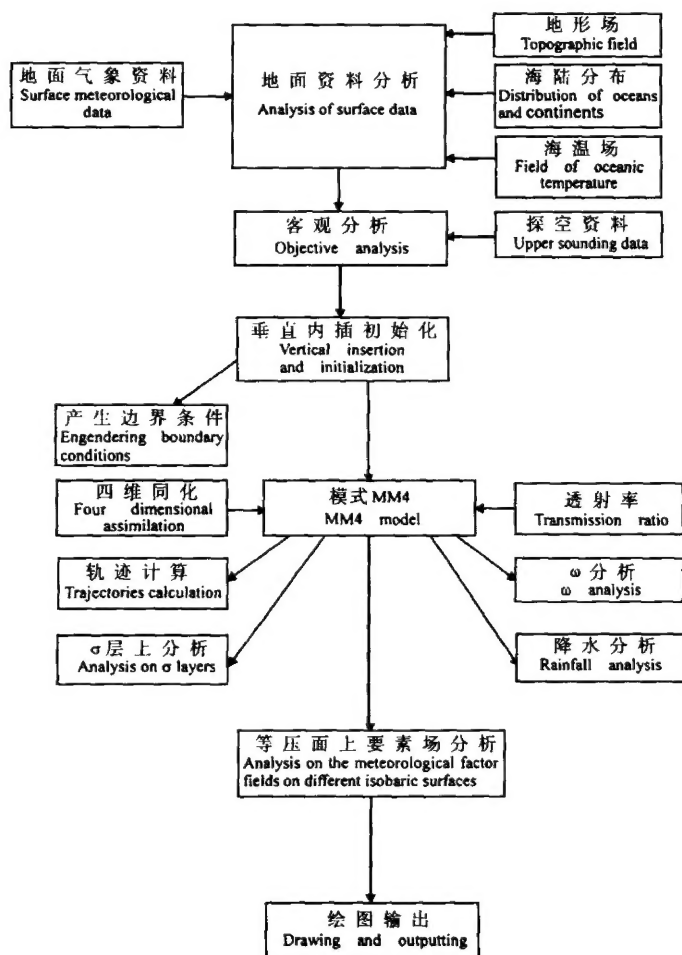 地形场
Topographic field
地面气象资料
Surface meteorological
data
地面资料分析
Analysis of surface data
海陆分布
Distribution of oceans
and continents
海温场
Field of oceanic
temperature
客观分析
Objective analysis
探空资料
Upper sounding data
垂直内插初始化
Vertical insertion
and initialization
产生边界条件
Engendering boundary
conditions
四维同化
Four dimensional
assimilation
模式MM4
MM4 model
透射率
Transmission ratio
轨迹计算
Trajectories calculation
ω分析
ω analysis
σ层上分析
Analysis on σ layers
降水分析
Rainfall analysis
等压面上要素场分析
Analysis on the meteorological factor
fields on different isobaric surfaces
绘图输出
Drawing and outputting